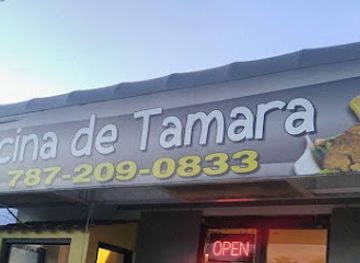 cina de Tamara
787-209-0833
OPEN